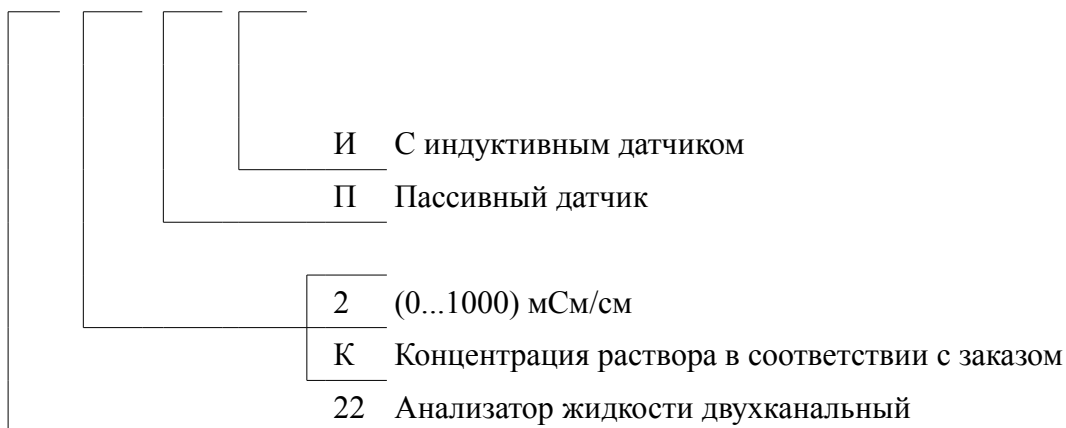 И С индуктивным датчиком
П Пассивный датчик
2 (0...1000) мСм/см
К Концентрация раствора в соответствии с заказом
22 Анализатор жидкости двухканальный